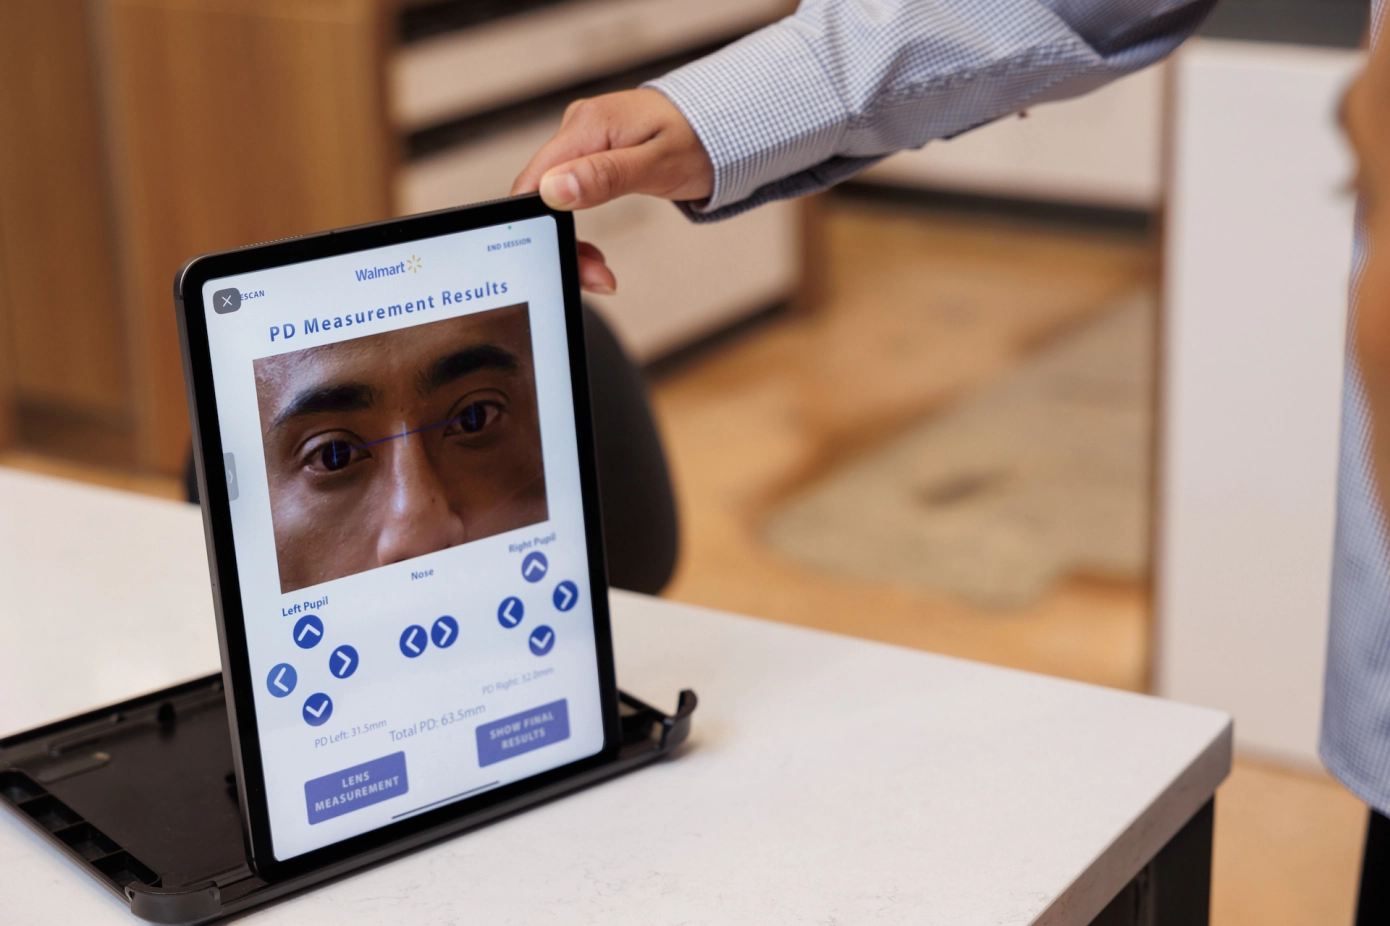 END SESSION
Walmart
ESCAN
PD Measurement Results
Right Pupil
Nose
Left Pupil
PD Right: 32.0mm
PD Left: 31.5mm
Total PD: 63.5mm
SHOW FINAL
RESULTS
LENS
MEASUREMENT